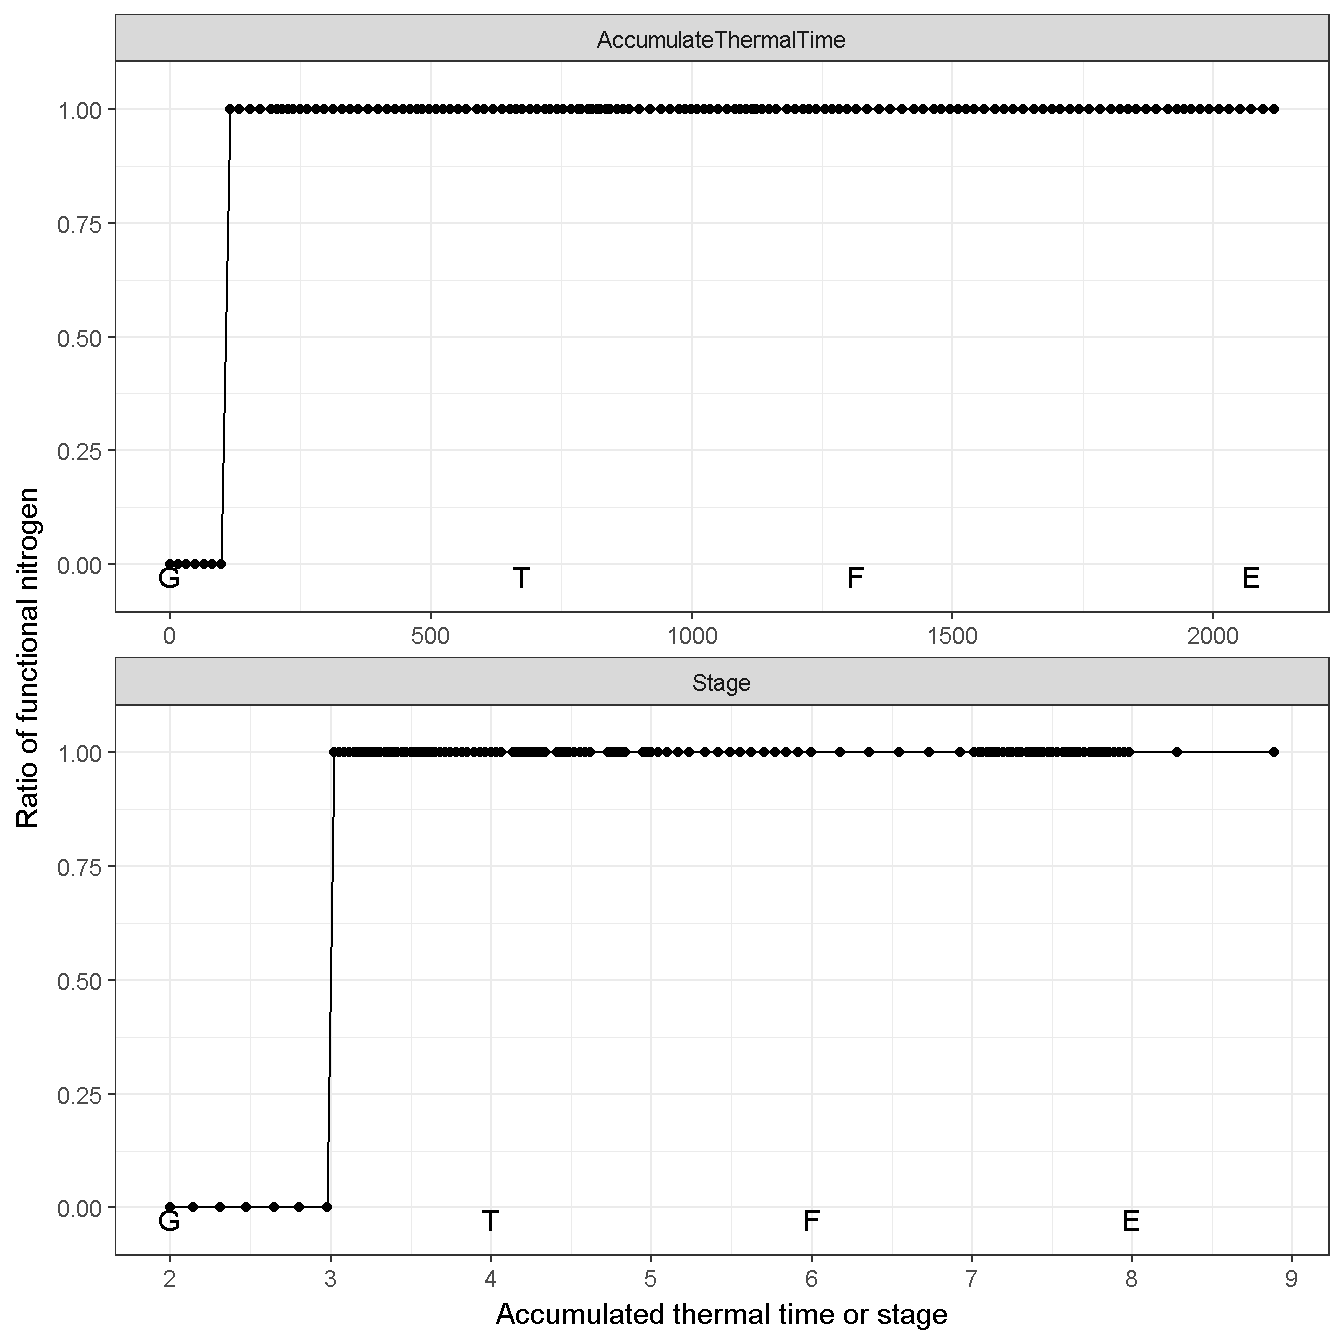 AccumulateThermalTime
1.00
0.75
0.50
0.25
0.00
G T F E
0 500 1000 1500 2000
Ratio of functional nitrogen
Stage
1.00
0.75
0.50
0.25
0.00
G T F E
2 3 4 5 6 7 8 9
Accumulated thermal time or stage